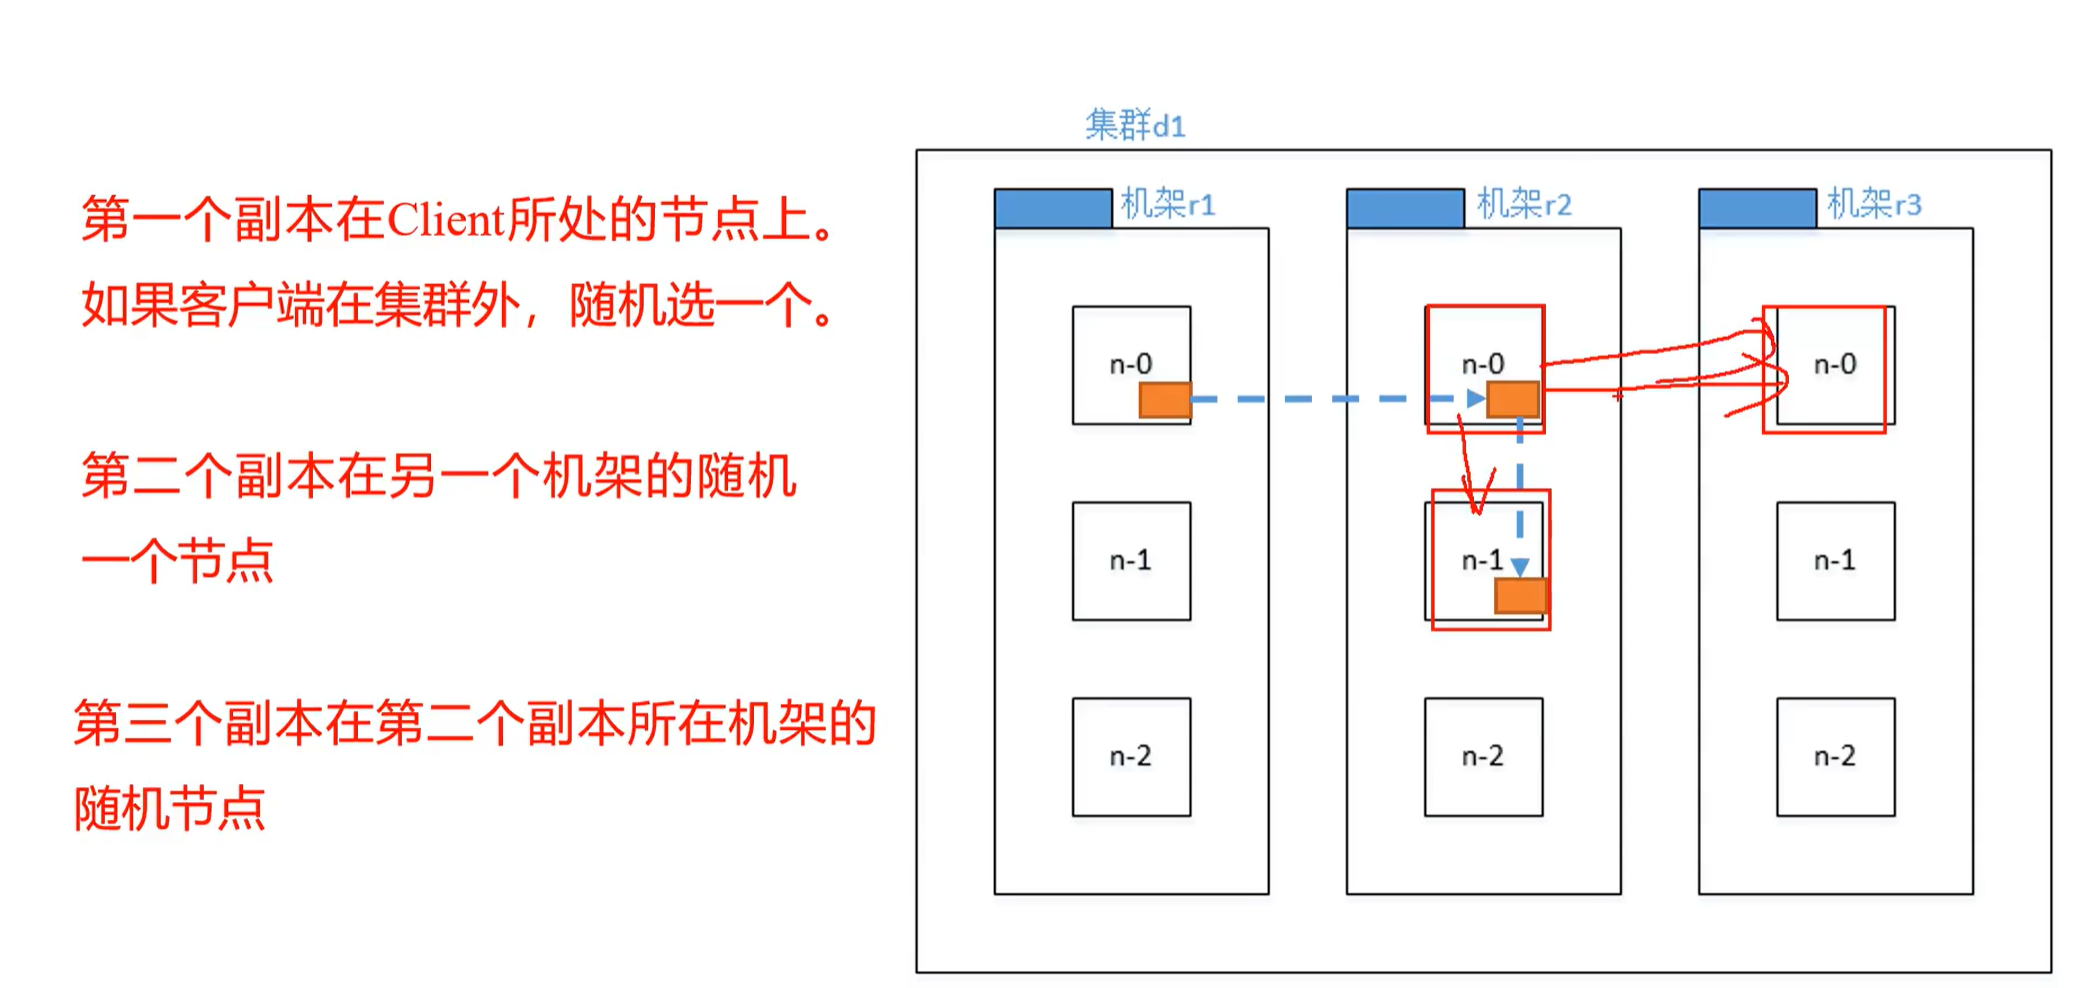 第一个副本在Client所处的节点上。
如果客户端在集群外，随机选一个。
第二个副本在另一个机架的随机
一个节点
第三个副本在第二个副本所在机架的
随机节点
集群d1
机架r1
机架r2
机架r3
n-0
n-0
n-0
n-1
n-1
n-1
n-2
n-2
n-2